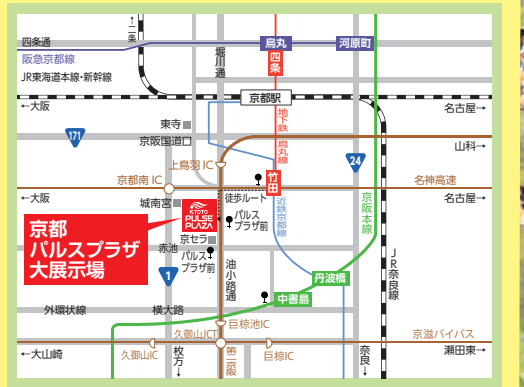 ↑二条
四条通
阪急京都線
烏丸
河原町
四条
堀川通
JR東海道本線・新幹線
京都駅
←大阪
名古屋→
地下鉄烏丸線
東寺
京阪国道口
171
山科→
上鳥羽IC
24
竹田
京都南IC
名神高速
←大阪
徒歩ルート
名古屋→
城南宮
KYOTO
PULSE
PLAZA
パルス
プラザ前
近鉄京都線
京阪本線
京都
パルスプラザ
大展示場
赤池
京セラ
パルス
プラザ前
JR奈良線
1
油小路通
丹波橋
中書島
外環状線
横大路
巨椋池IC
久御山JCT
京滋バイパス
←大山崎
久御山IC
枚方↓
第二京阪
巨椋IC
奈良↓
瀬田東→